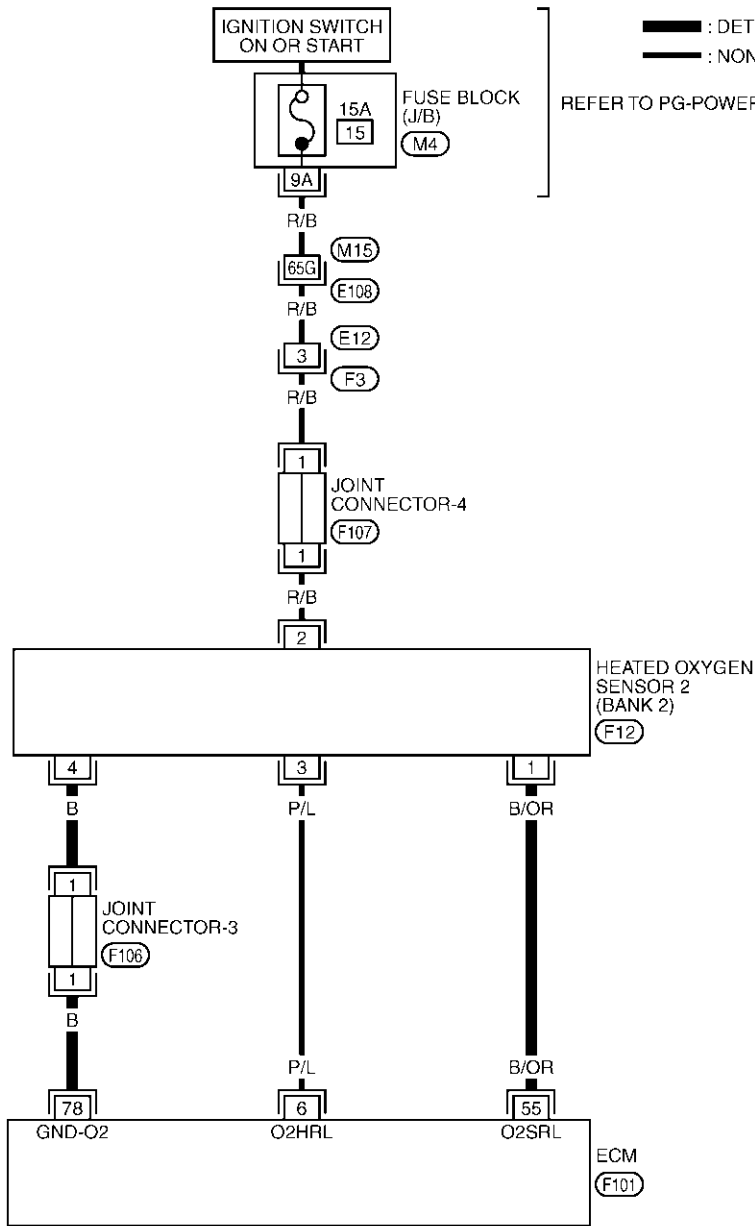 IGNITION SWITCH
ON OR START
: DET
: NON
FUSE BLOCK
(J/B)
15A
15
M4
REFER TO PG-POWER
9A
R/B
M15
65G
E108
R/B
E12
3
F3
R/B
1
JOINT
CONNECTOR-4
F107
1
R/B
2
HEATED OXYGEN
SENSOR 2
(BANK 2)
F12
4 3 1
B P/L B/OR
1
JOINT
CONNECTOR-3
F106
1
B
P/L B/OR
78 6 55
GND-O2 O2HRL O2SRL
ECM
F101